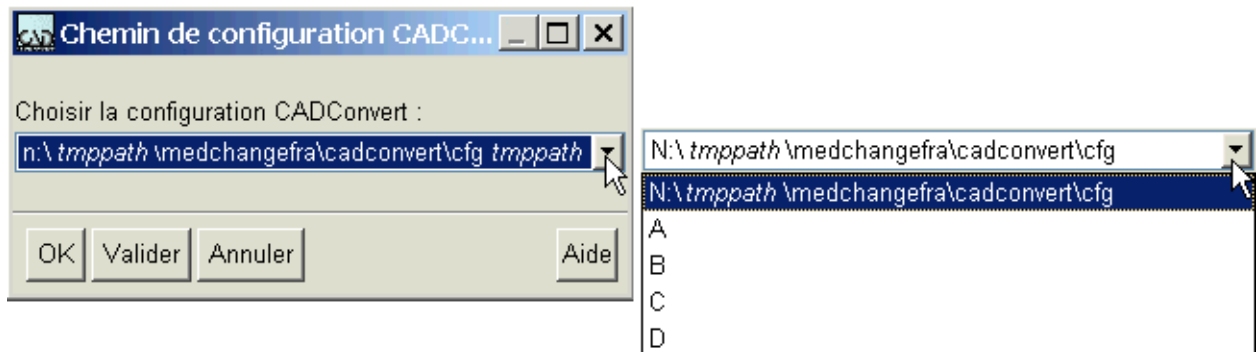 CAD
Chemin de configuration CADC...
Choisir la configuration CADConvert :
n:\ tmppath \medchangefra\cadconvert\cfg tmppath
OK Valider Annuler Aide
N:\ tmppath \medchangefra\cadconvert\cfg
N:\ tmppath \medchangefra\cadconvert\cfg
A
B
C
D